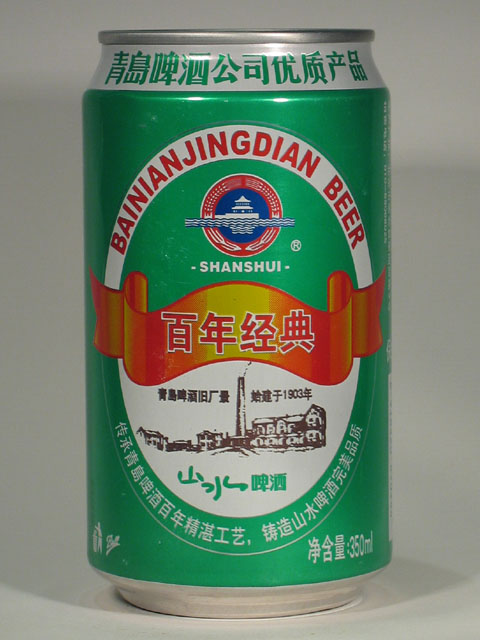 青島啤酒公司优质产品
BAINIANJINGDIAN BEER
®
- SHANSHUI -
百年经典
青島啤酒旧厂景 始建于1903年
山水啤酒
传承青島啤酒百年精湛工艺，铸造山水啤酒完美品质
净含量:350ml